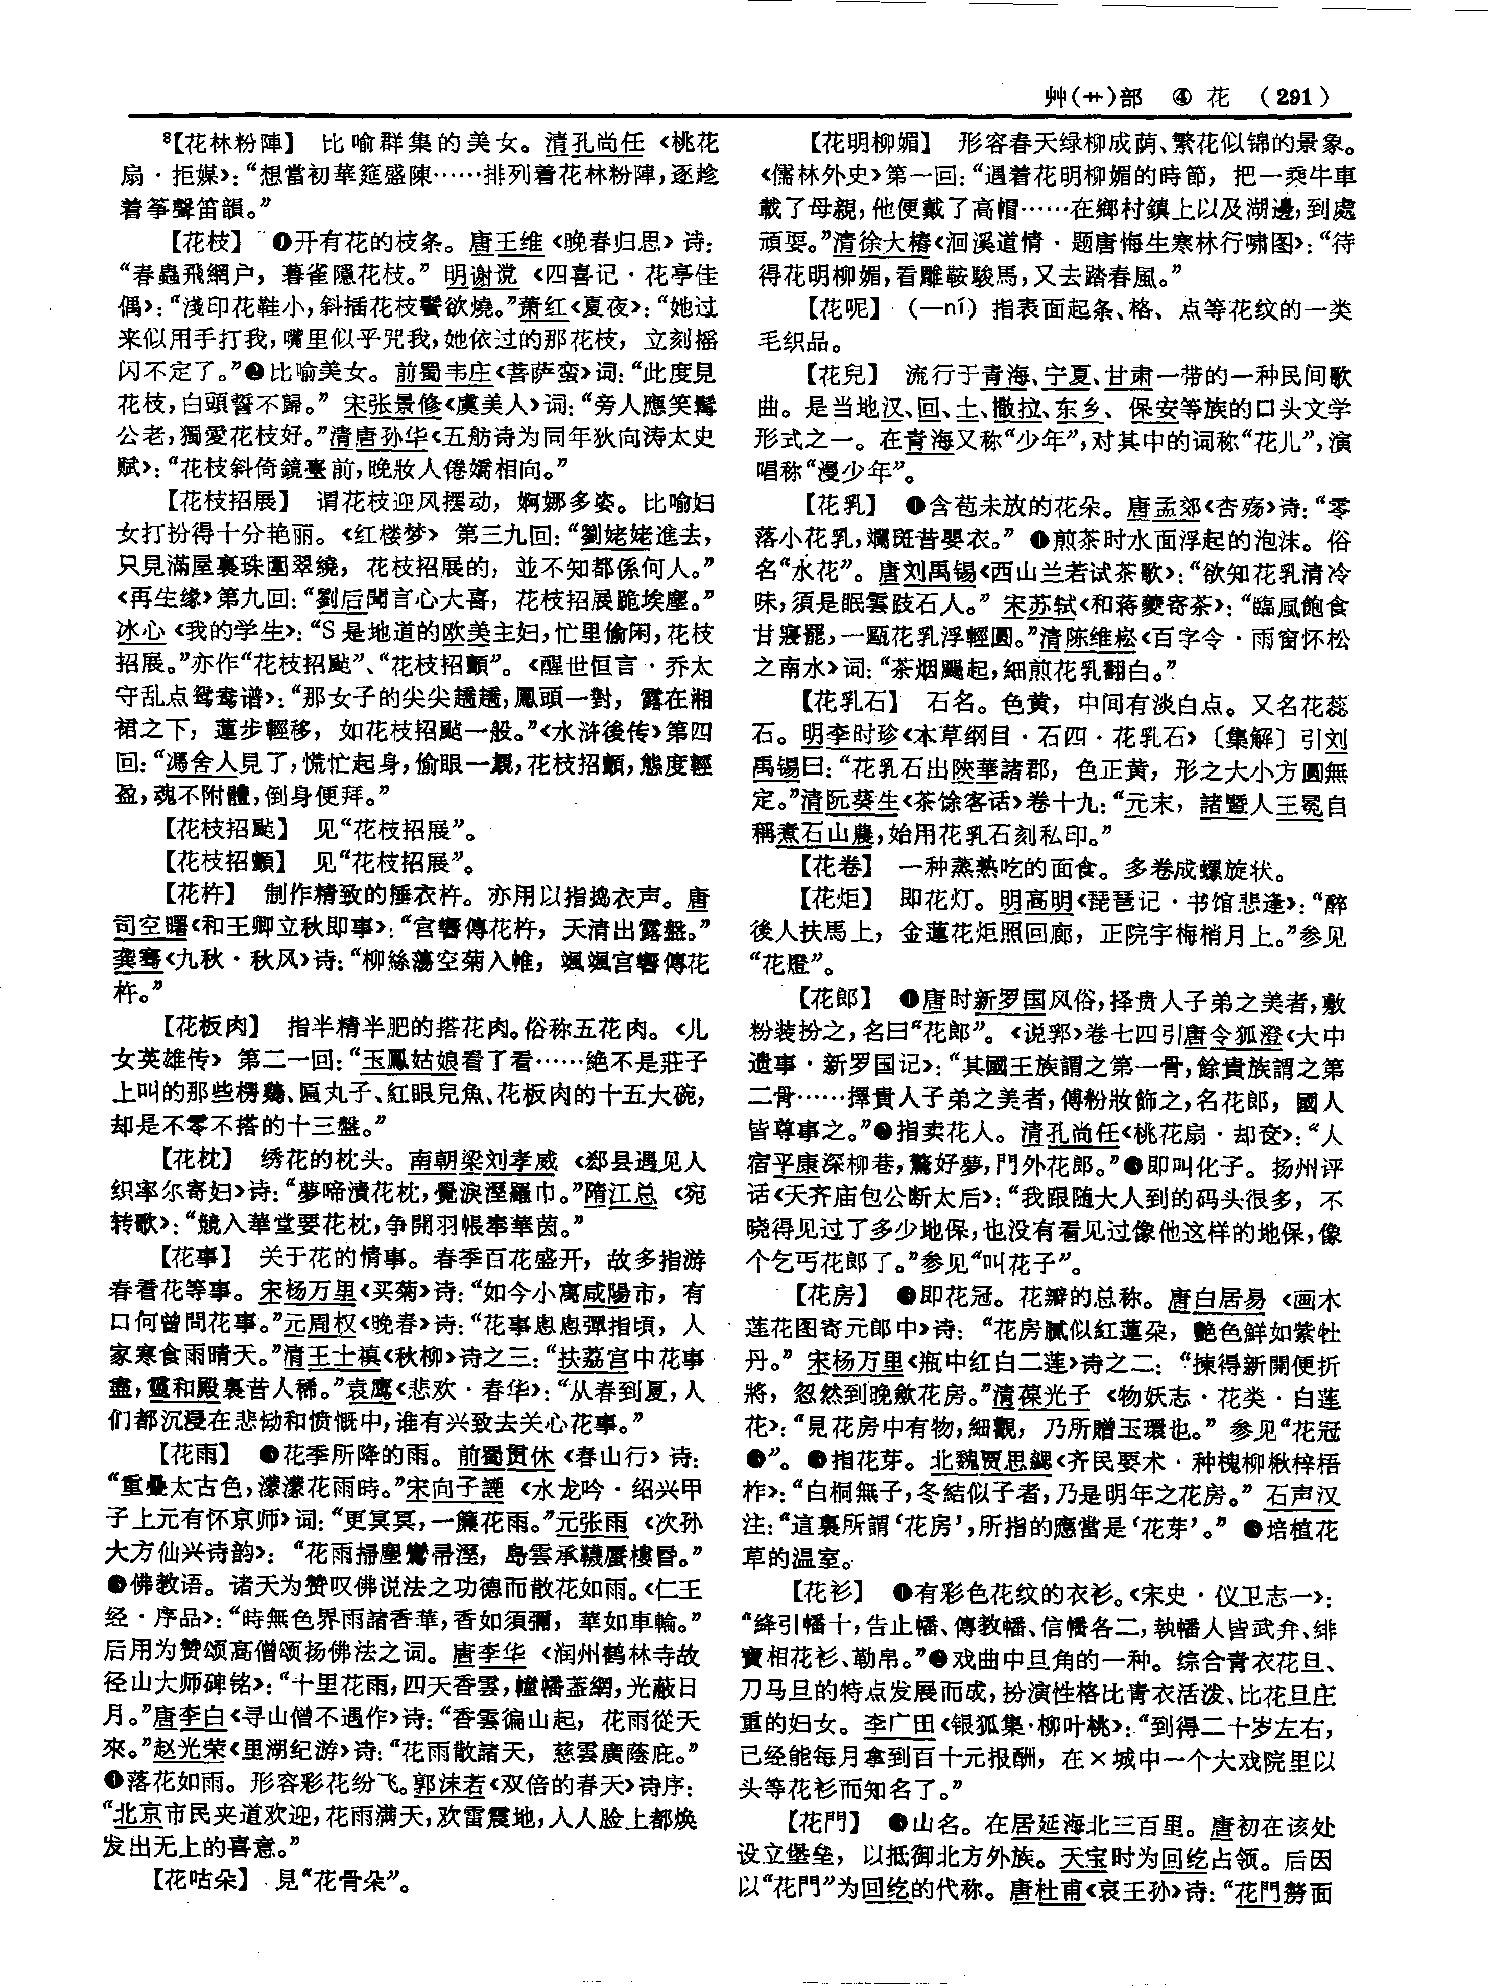 艸(艹)部 ④ 花 (291)
⁸【花林粉陣】 比喻群集的美女。清孔尚任《桃花
扇·拒媒》：“想當初華筵盛陳……排列着花林粉陣，逐趁
着筝聲笛韻。”
【花枝】 ❶开有花的枝条。唐王维《晚春归思》诗：
“春蟲飛網户，暮雀隱花枝。” 明谢谠《四喜记·花亭佳
偶》：“淺印花鞋小，斜插花枝鬢欲燒。”萧红《夏夜》：“她过
来似用手打我，嘴里似乎咒我，她依过的那花枝，立刻摇
闪不定了。”❷比喻美女。前蜀韦庄《菩萨蛮》词：“此度見
花枝，白頭誓不歸。” 宋张景修《虞美人》词：“旁人應笑髯
公老，獨愛花枝好。”清唐孙华《五舫诗为同年狄向涛太史
赋》：“花枝斜倚鏡臺前，晚妝人倦嬌相向。”
【花枝招展】 谓花枝迎风摆动，婀娜多姿。比喻妇
女打扮得十分艳丽。《红楼梦》第三九回：“劉姥姥進去，
只見滿屋裏珠圍翠繞，花枝招展的，並不知都係何人。”
《再生缘》第九回：“劉后聞言心大喜，花枝招展跪埃塵。”
冰心《我的学生》：“S是地道的欧美主妇，忙里偷闲，花枝
招展。”亦作“花枝招颭”、“花枝招顫”。《醒世恒言·乔太
守乱点鸳鸯谱》：“那女子的尖尖趫趫，鳳頭一對，露在湘
裙之下，蓮步輕移，如花枝招颭一般。”《水浒後传》第四
回：“馮舍人見了，慌忙起身，偷眼一覷，花枝招顫，態度輕
盈，魂不附體，倒身便拜。”
【花枝招颭】 见“花枝招展”。
【花枝招顫】 见“花枝招展”。
【花杵】 制作精致的捶衣杵。亦用以指捣衣声。唐
司空曙《和王卿立秋即事》：“宫響傳花杵，天清出露盤。”
龚骞《九秋·秋风》诗：“柳絲蕩空菊入帷，颯颯宫響傳花
杵。”
【花板肉】 指半精半肥的搭花肉。俗称五花肉。《儿
女英雄传》第二一回：“玉鳳姑娘看了看……絶不是莊子
上叫的那些楞鷄、匾丸子、紅眼兒魚、花板肉的十五大碗，
却是不零不搭的十三盤。”
【花枕】 绣花的枕头。南朝梁刘孝威《郄县遇见人
织率尔寄妇》诗：“夢啼漬花枕，覺淚溼羅巾。”隋江总《宛
转歌》：“競入華堂要花枕，争開羽帳奉華茵。”
【花事】 关于花的情事。春季百花盛开，故多指游
春看花等事。宋杨万里《买菊》诗：“如今小寓咸陽市，有
口何曾問花事。”元周权《晚春》诗：“花事悤悤彈指頃，人
家寒食雨晴天。”清王士禛《秋柳》诗之三：“扶荔宫中花事
盡，靈和殿裏昔人稀。”袁鹰《悲欢·春华》：“从春到夏，人
们都沉浸在悲恸和愤慨中，谁有兴致去关心花事。”
【花雨】 ❶花季所降的雨。前蜀贯休《春山行》诗：
“重疊太古色，濛濛花雨時。”宋向子諲《水龙吟·绍兴甲
子上元有怀京师》词：“更冥冥，一簾花雨。”元张雨《次孙
大方仙兴诗韵》：“花雨掃塵鸞帚溼，島雲承韈蜃樓昏。”
❷佛教语。诸天为赞叹佛说法之功德而散花如雨。《仁王
经·序品》：“時無色界雨諸香華，香如須彌，華如車輪。”
后用为赞颂高僧颂扬佛法之词。唐李华《润州鹤林寺故
径山大师碑铭》：“十里花雨，四天香雲，幢幡蓋網，光蔽日
月。”唐李白《寻山僧不遇作》诗：“香雲徧山起，花雨從天
來。”赵光荣《里湖纪游》诗：“花雨散諸天，慈雲廣蔭庇。”
❸落花如雨。形容彩花纷飞。郭沫若《双倍的春天》诗序：
“北京市民夹道欢迎，花雨满天，欢雷震地，人人脸上都焕
发出无上的喜意。”
【花咕朵】 見“花骨朵”。
【花明柳媚】 形容春天绿柳成荫、繁花似锦的景象。
《儒林外史》第一回：“遇着花明柳媚的時節，把一乘牛車
載了母親，他便戴了高帽……在鄉村鎮上以及湖邊，到處
頑耍。”清徐大椿《洄溪道情·题唐悔生寒林行啸图》：“待
得花明柳媚，看雕鞍駿馬，又去踏春風。”
【花呢】 (—ní) 指表面起条、格、点等花纹的一类
毛织品。
【花兒】 流行于青海、宁夏、甘肃一带的一种民间歌
曲。是当地汉、回、土、撒拉、东乡、保安等族的口头文学
形式之一。在青海又称“少年”，对其中的词称“花儿”，演
唱称“漫少年”。
【花乳】 ❶含苞未放的花朵。唐孟郊《杏殇》诗：“零
落小花乳，斕斑昔嬰衣。” ❷煎茶时水面浮起的泡沫。俗
名“水花”。唐刘禹锡《西山兰若试茶歌》：“欲知花乳清冷
味，須是眠雲跂石人。” 宋苏轼《和蒋夔寄茶》：“臨風飽食
甘寢罷，一甌花乳浮輕圓。”清陈维崧《百字令·雨窗怀松
之南水》词：“茶烟颺起，細煎花乳翻白。”
【花乳石】 石名。色黄，中间有淡白点。又名花蕊
石。明李时珍《本草纲目·石四·花乳石》〔集解〕引刘
禹锡曰：“花乳石出陝華諸郡，色正黄，形之大小方圓無
定。”清阮葵生《茶馀客话》卷十九：“元末，諸暨人王冕自
稱煮石山農，始用花乳石刻私印。”
【花卷】 一种蒸熟吃的面食。多卷成螺旋状。
【花炬】 即花灯。明高明《琵琶记·书馆悲逢》：“醉
後人扶馬上，金蓮花炬照回廊，正院宇梅梢月上。”参见
“花燈”。
【花郎】 ❶唐时新罗国风俗，择贵人子弟之美者，敷
粉装扮之，名曰“花郎”。《说郛》卷七四引唐令狐澄《大中
遗事·新罗国记》：“其國王族謂之第一骨，餘貴族謂之第
二骨……擇貴人子弟之美者，傅粉妝飾之，名花郎，國人
皆尊事之。”❷指卖花人。清孔尚任《桃花扇·却奁》：“人
宿平康深柳巷，驚好夢，門外花郎。”❸即叫化子。扬州评
话《天齐庙包公断太后》：“我跟随大人到的码头很多，不
晓得见过了多少地保，也没有看见过像他这样的地保，像
个乞丐花郎了。”参见“叫花子”。
【花房】 ❶即花冠。花瓣的总称。唐白居易《画木
莲花图寄元郎中》诗：“花房膩似紅蓮朵，艷色鮮如紫牡
丹。” 宋杨万里《瓶中红白二莲》诗之二：“揀得新開便折
將，忽然到晚斂花房。”清葆光子《物妖志·花类·白莲
花》：“見花房中有物，細觀，乃所贈玉環也。” 参见“花冠
❶”。❷指花芽。北魏贾思勰《齐民要术·种槐柳楸梓梧
柞》：“白桐無子，冬結似子者，乃是明年之花房。” 石声汉
注：“這裏所謂‘花房’，所指的應當是‘花芽’。” ❸培植花
草的温室。
【花衫】 ❶有彩色花纹的衣衫。《宋史·仪卫志一》：
“絳引幡十，告止幡、傳教幡、信幡各二，執幡人皆武弁、緋
寶相花衫、勒帛。”❷戏曲中旦角的一种。综合青衣花旦、
刀马旦的特点发展而成，扮演性格比青衣活泼、比花旦庄
重的妇女。李广田《银狐集·柳叶桃》：“到得二十岁左右，
已经能每月拿到百十元报酬，在×城中一个大戏院里以
头等花衫而知名了。”
【花門】 ❶山名。在居延海北三百里。唐初在该处
设立堡垒，以抵御北方外族。天宝时为回纥占领。后因
以“花門”为回纥的代称。唐杜甫《哀王孙》诗：“花門剺面